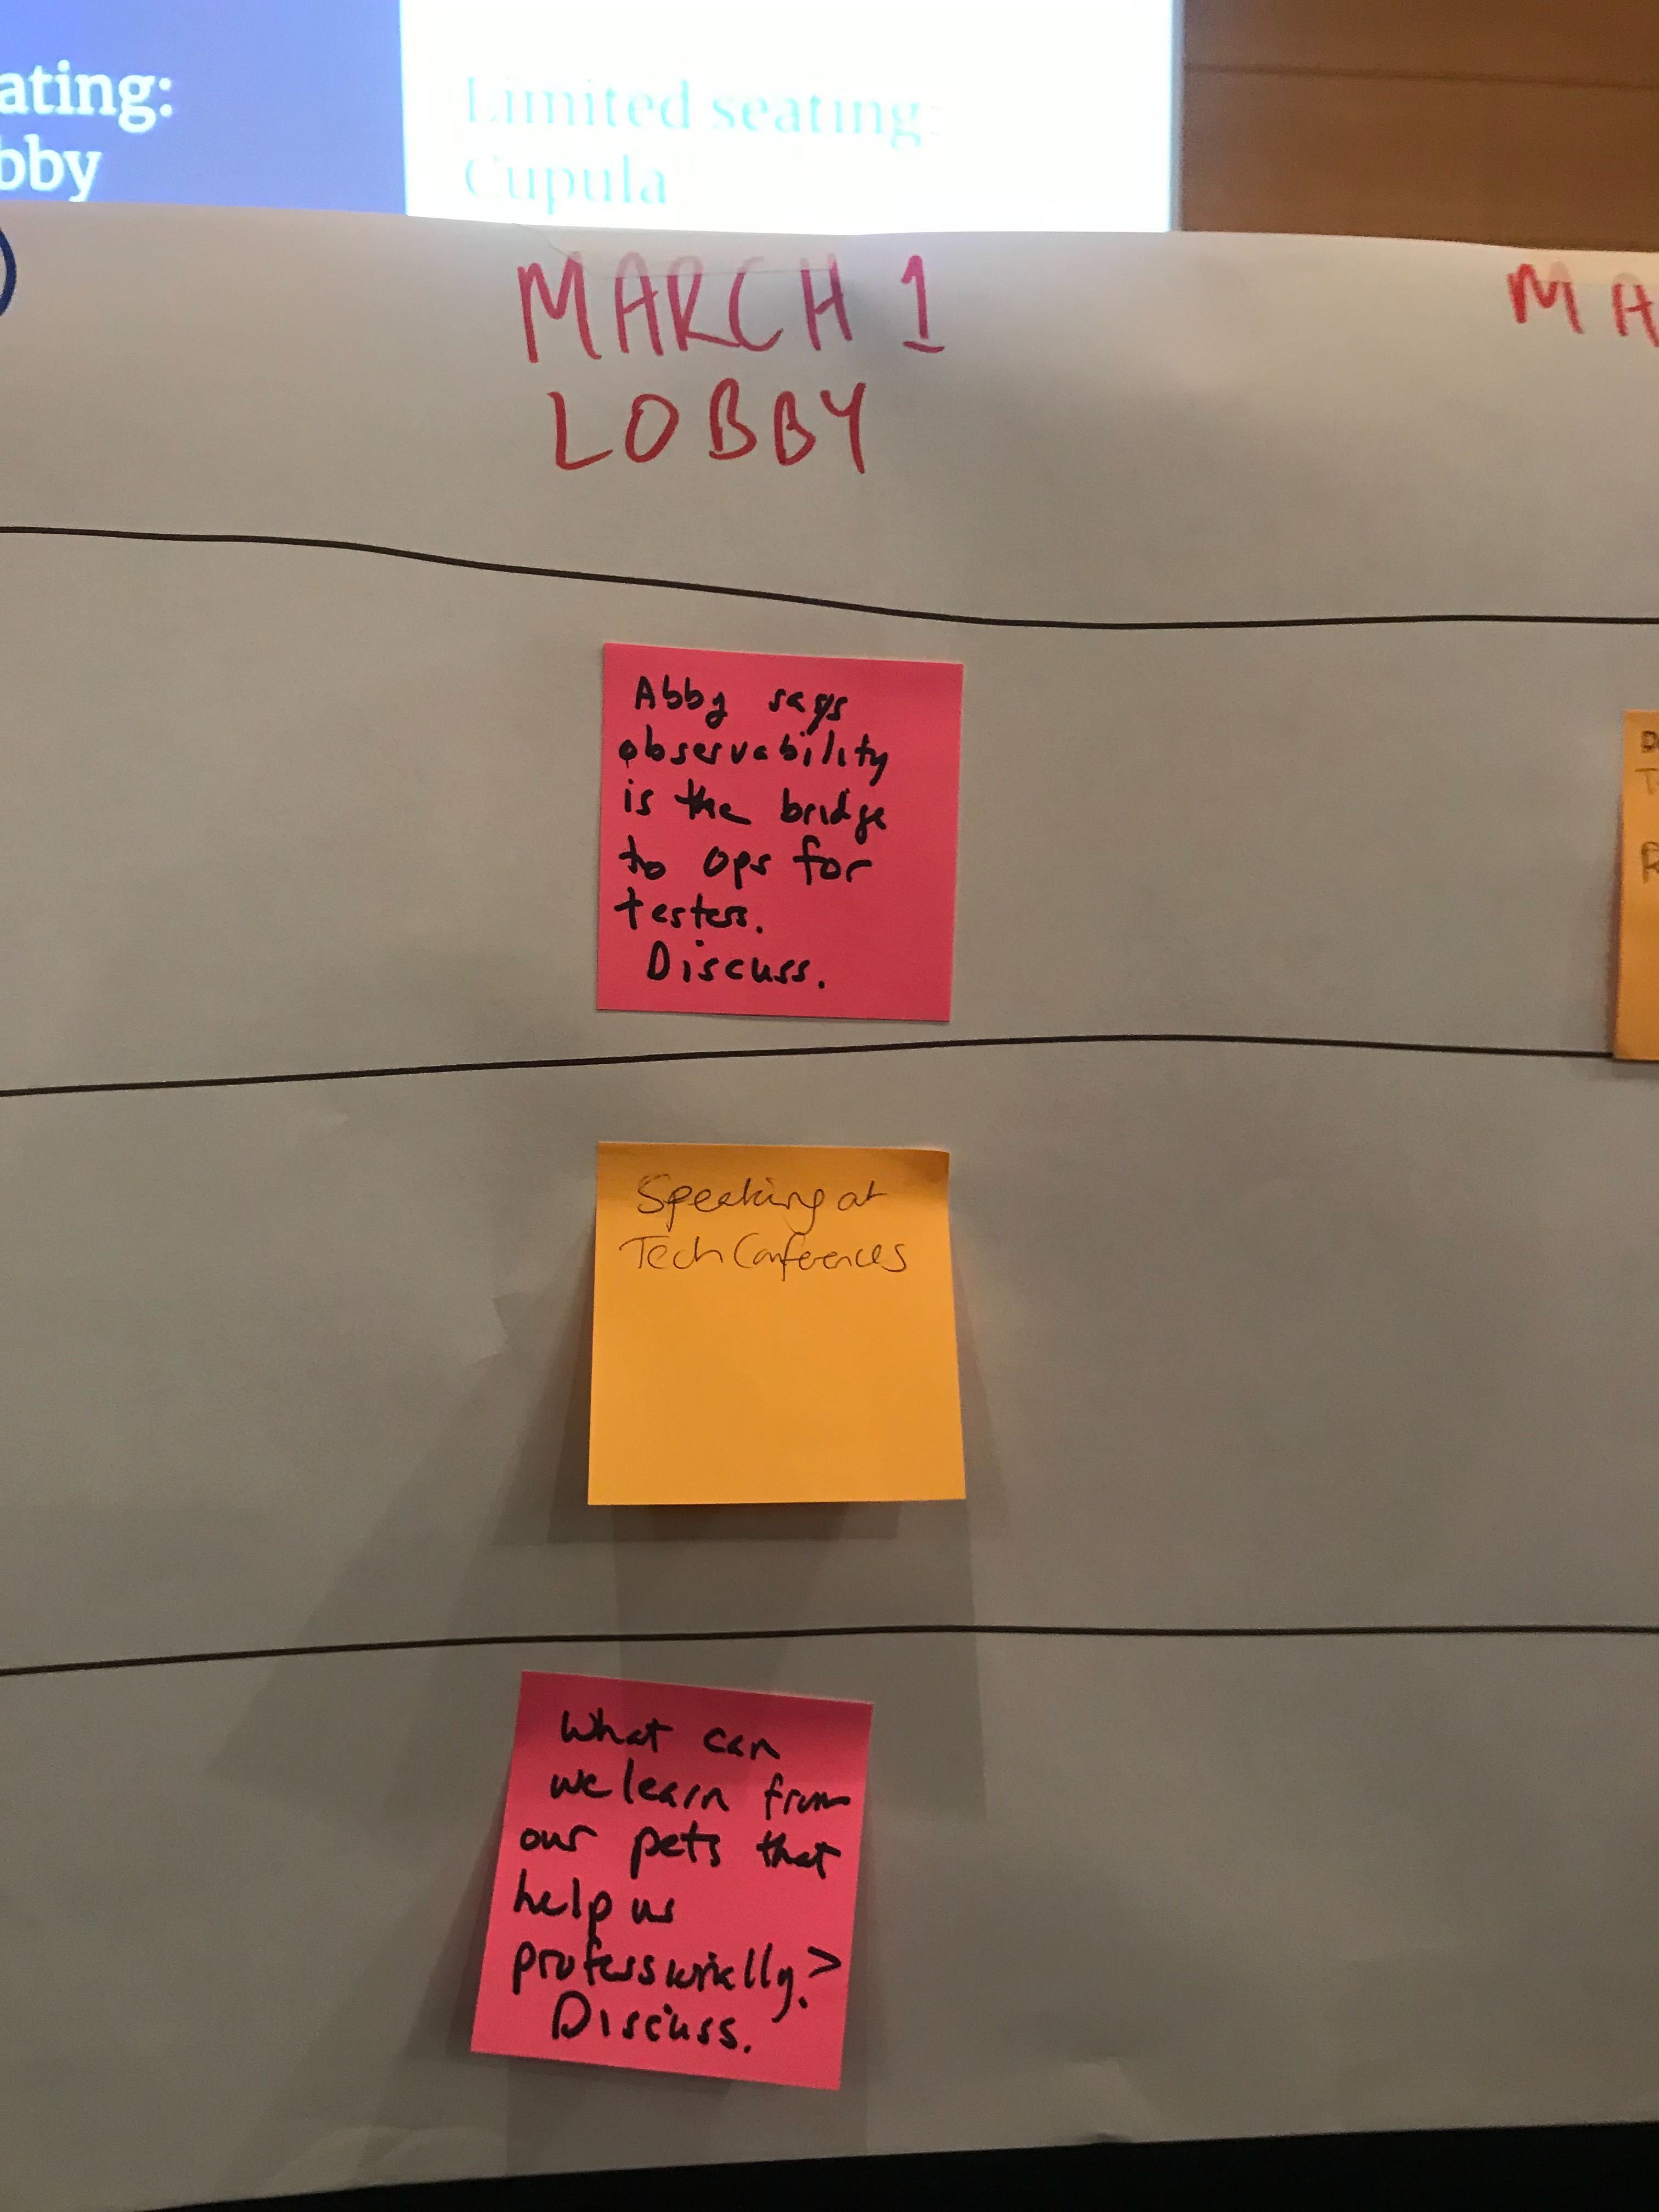 ating:
bby
Limited seating:
Cupula
MARCH 1
LOBBY
MA
Abby says
observability
is the bridge
to ops for
testers.
Discuss.
Speaking at
Tech Conferences
What can
we learn from
our pets that
help us
professionally?
Discuss.